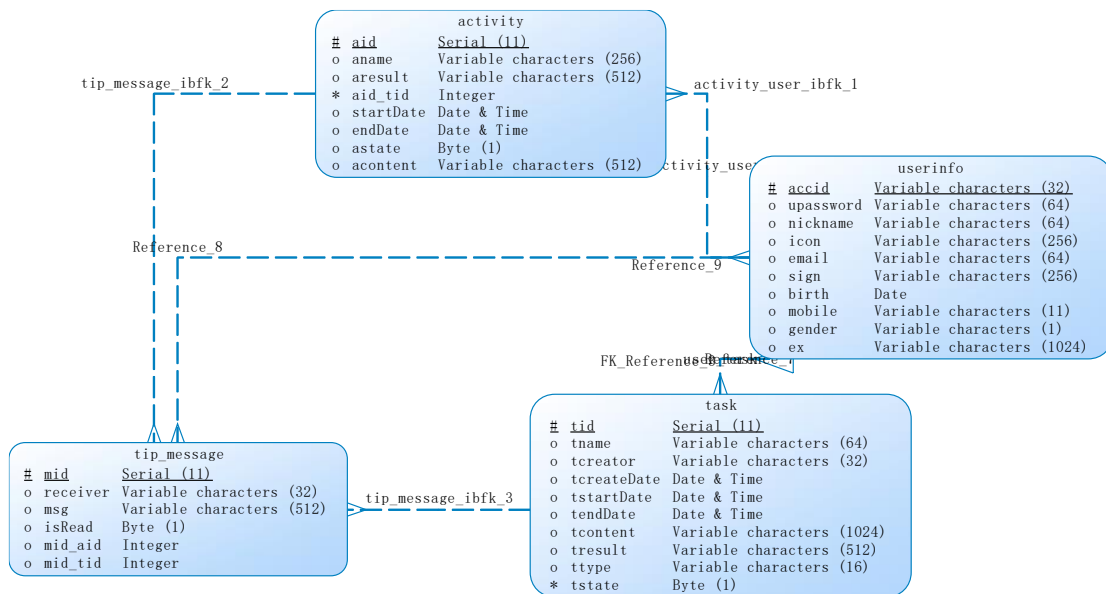 activity
# aid Serial (11)
o aname Variable characters (256)
o aresult Variable characters (512)
* aid_tid Integer
o startDate Date & Time
o endDate Date & Time
o astate Byte (1)
o acontent Variable characters (512)
tip_message_ibfk_2
activity_user_ibfk_1
userinfo
# accid Variable characters (32)
o upassword Variable characters (64)
o nickname Variable characters (64)
o icon Variable characters (256)
o email Variable characters (64)
o sign Variable characters (256)
o birth Date
o mobile Variable characters (11)
o gender Variable characters (1)
o ex Variable characters (1024)
Reference_8
Reference_9
task
# tid Serial (11)
o tname Variable characters (64)
o tcreator Variable characters (32)
o tcreateDate Date & Time
o tstartDate Date & Time
o tendDate Date & Time
o tcontent Variable characters (1024)
o tresult Variable characters (512)
o ttype Variable characters (16)
* tstate Byte (1)
tip_message
# mid Serial (11)
o receiver Variable characters (32)
o msg Variable characters (512)
o isRead Byte (1)
o mid_aid Integer
o mid_tid Integer
tip_message_ibfk_3